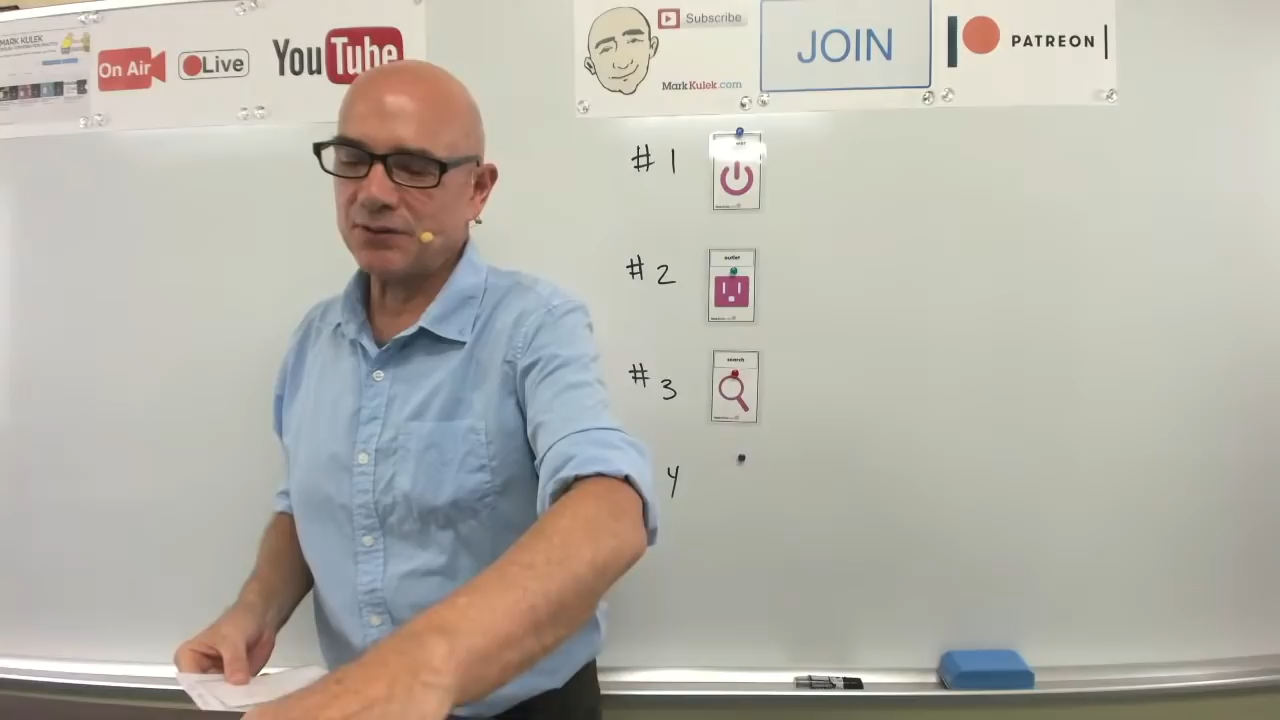 MARK KULEK
On Air
Live
YouTube
Subscribe
MarkKulek.com
JOIN
PATREON
# 1
# 2
outlet
# 3
search
4